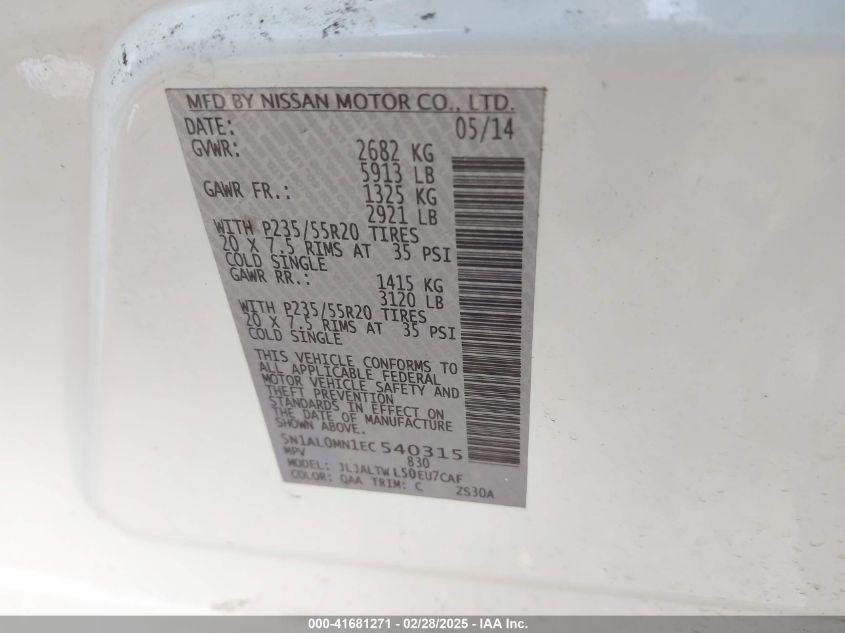 MFD BY NISSAN MOTOR CO., LTD.
DATE: 05/14
GVWR: 2682 KG
5913 LB
GAWR FR.: 1325 KG
2921 LB
WITH P235/55R20 TIRES
20 X 7.5 RIMS AT 35 PSI
COLD SINGLE
GAWR RR.: 1415 KG
3120 LB
WITH P235/55R20 TIRES
20 X 7.5 RIMS AT 35 PSI
COLD SINGLE
THIS VEHICLE CONFORMS TO
ALL APPLICABLE FEDERAL
MOTOR VEHICLE SAFETY AND
THEFT PREVENTION
STANDARDS IN EFFECT ON
THE DATE OF MANUFACTURE
SHOWN ABOVE.
5N1AL0MN1EC540315
MPV 830
MODEL: JLJALTWL50EU7CAF
COLOR: QAA TRIM: C ZS30A
000-41681271 - 02/28/2025 - IAA Inc.